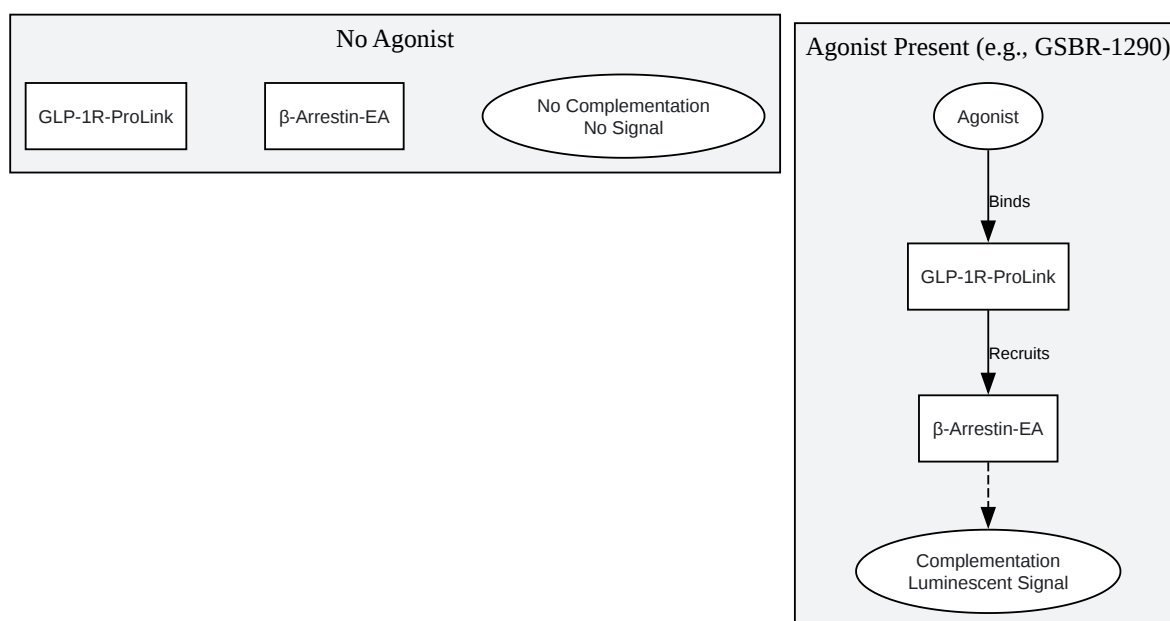 No Agonist
GLP-1R-ProLink
β-Arrestin-EA
No Complementation
No Signal
Agonist Present (e.g., GSBR-1290)
Agonist
Binds
GLP-1R-ProLink
Recruits
β-Arrestin-EA
Complementation
Luminescent Signal